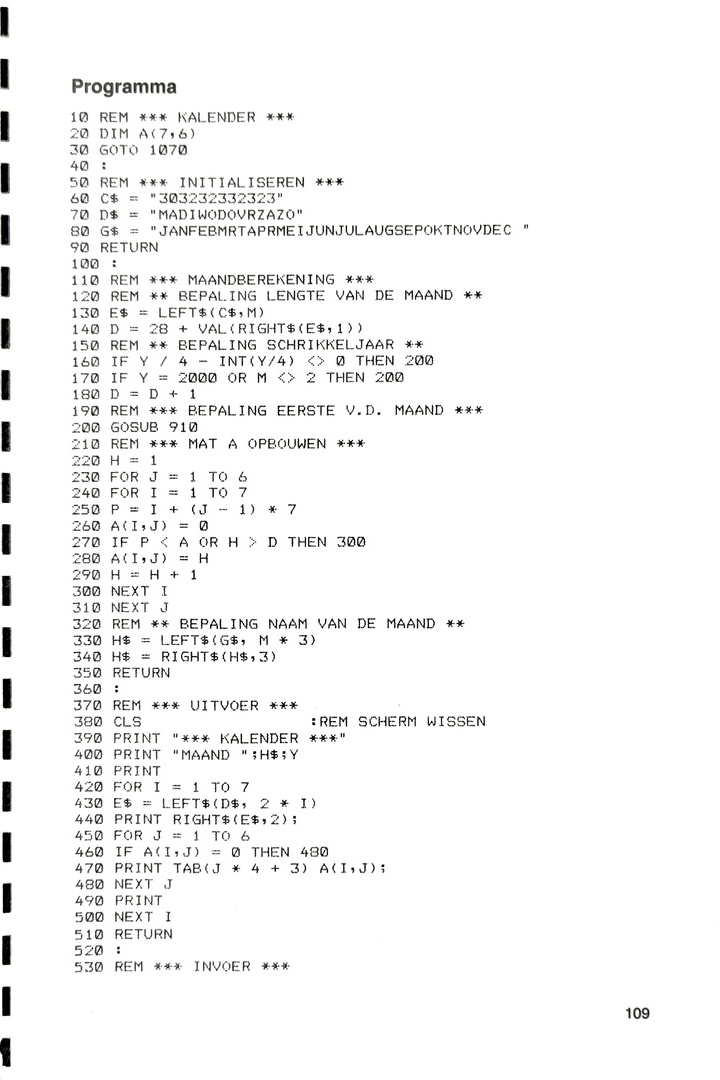 Programma
10 REM *** KALENDER ***
20 DIM A(7,6)
30 GOTO 1070
40 :
50 REM *** INITIALISEREN ***
60 C$ = "303232332323"
70 D$ = "MADIWODOVRZAZO"
80 G$ = "JANFEBMRTAPRMEIJUNJULAUGSEPOKTNOVDEC "
90 RETURN
100 :
110 REM *** MAANDBEREKENING ***
120 REM ** BEPALING LENGTE VAN DE MAAND **
130 E$ = LEFT$(C$,M)
140 D = 28 + VAL(RIGHT$(E$,1))
150 REM ** BEPALING SCHRIKKELJAAR **
160 IF Y / 4 - INT(Y/4) <> 0 THEN 200
170 IF Y = 2000 OR M <> 2 THEN 200
180 D = D + 1
190 REM *** BEPALING EERSTE V.D. MAAND ***
200 GOSUB 910
210 REM *** MAT A OPBOUWEN ***
220 H = 1
230 FOR J = 1 TO 6
240 FOR I = 1 TO 7
250 P = I + (J - 1) * 7
260 A(I,J) = 0
270 IF P < A OR H > D THEN 300
280 A(I,J) = H
290 H = H + 1
300 NEXT I
310 NEXT J
320 REM ** BEPALING NAAM VAN DE MAAND **
330 H$ = LEFT$(G$, M * 3)
340 H$ = RIGHT$(H$,3)
350 RETURN
360 :
370 REM *** UITVOER ***
380 CLS :REM SCHERM WISSEN
390 PRINT "*** KALENDER ***"
400 PRINT "MAAND ";H$;Y
410 PRINT
420 FOR I = 1 TO 7
430 E$ = LEFT$(D$, 2 * I)
440 PRINT RIGHT$(E$,2);
450 FOR J = 1 TO 6
460 IF A(I,J) = 0 THEN 480
470 PRINT TAB(J * 4 + 3) A(I,J);
480 NEXT J
490 PRINT
500 NEXT I
510 RETURN
520 :
530 REM *** INVOER ***
109